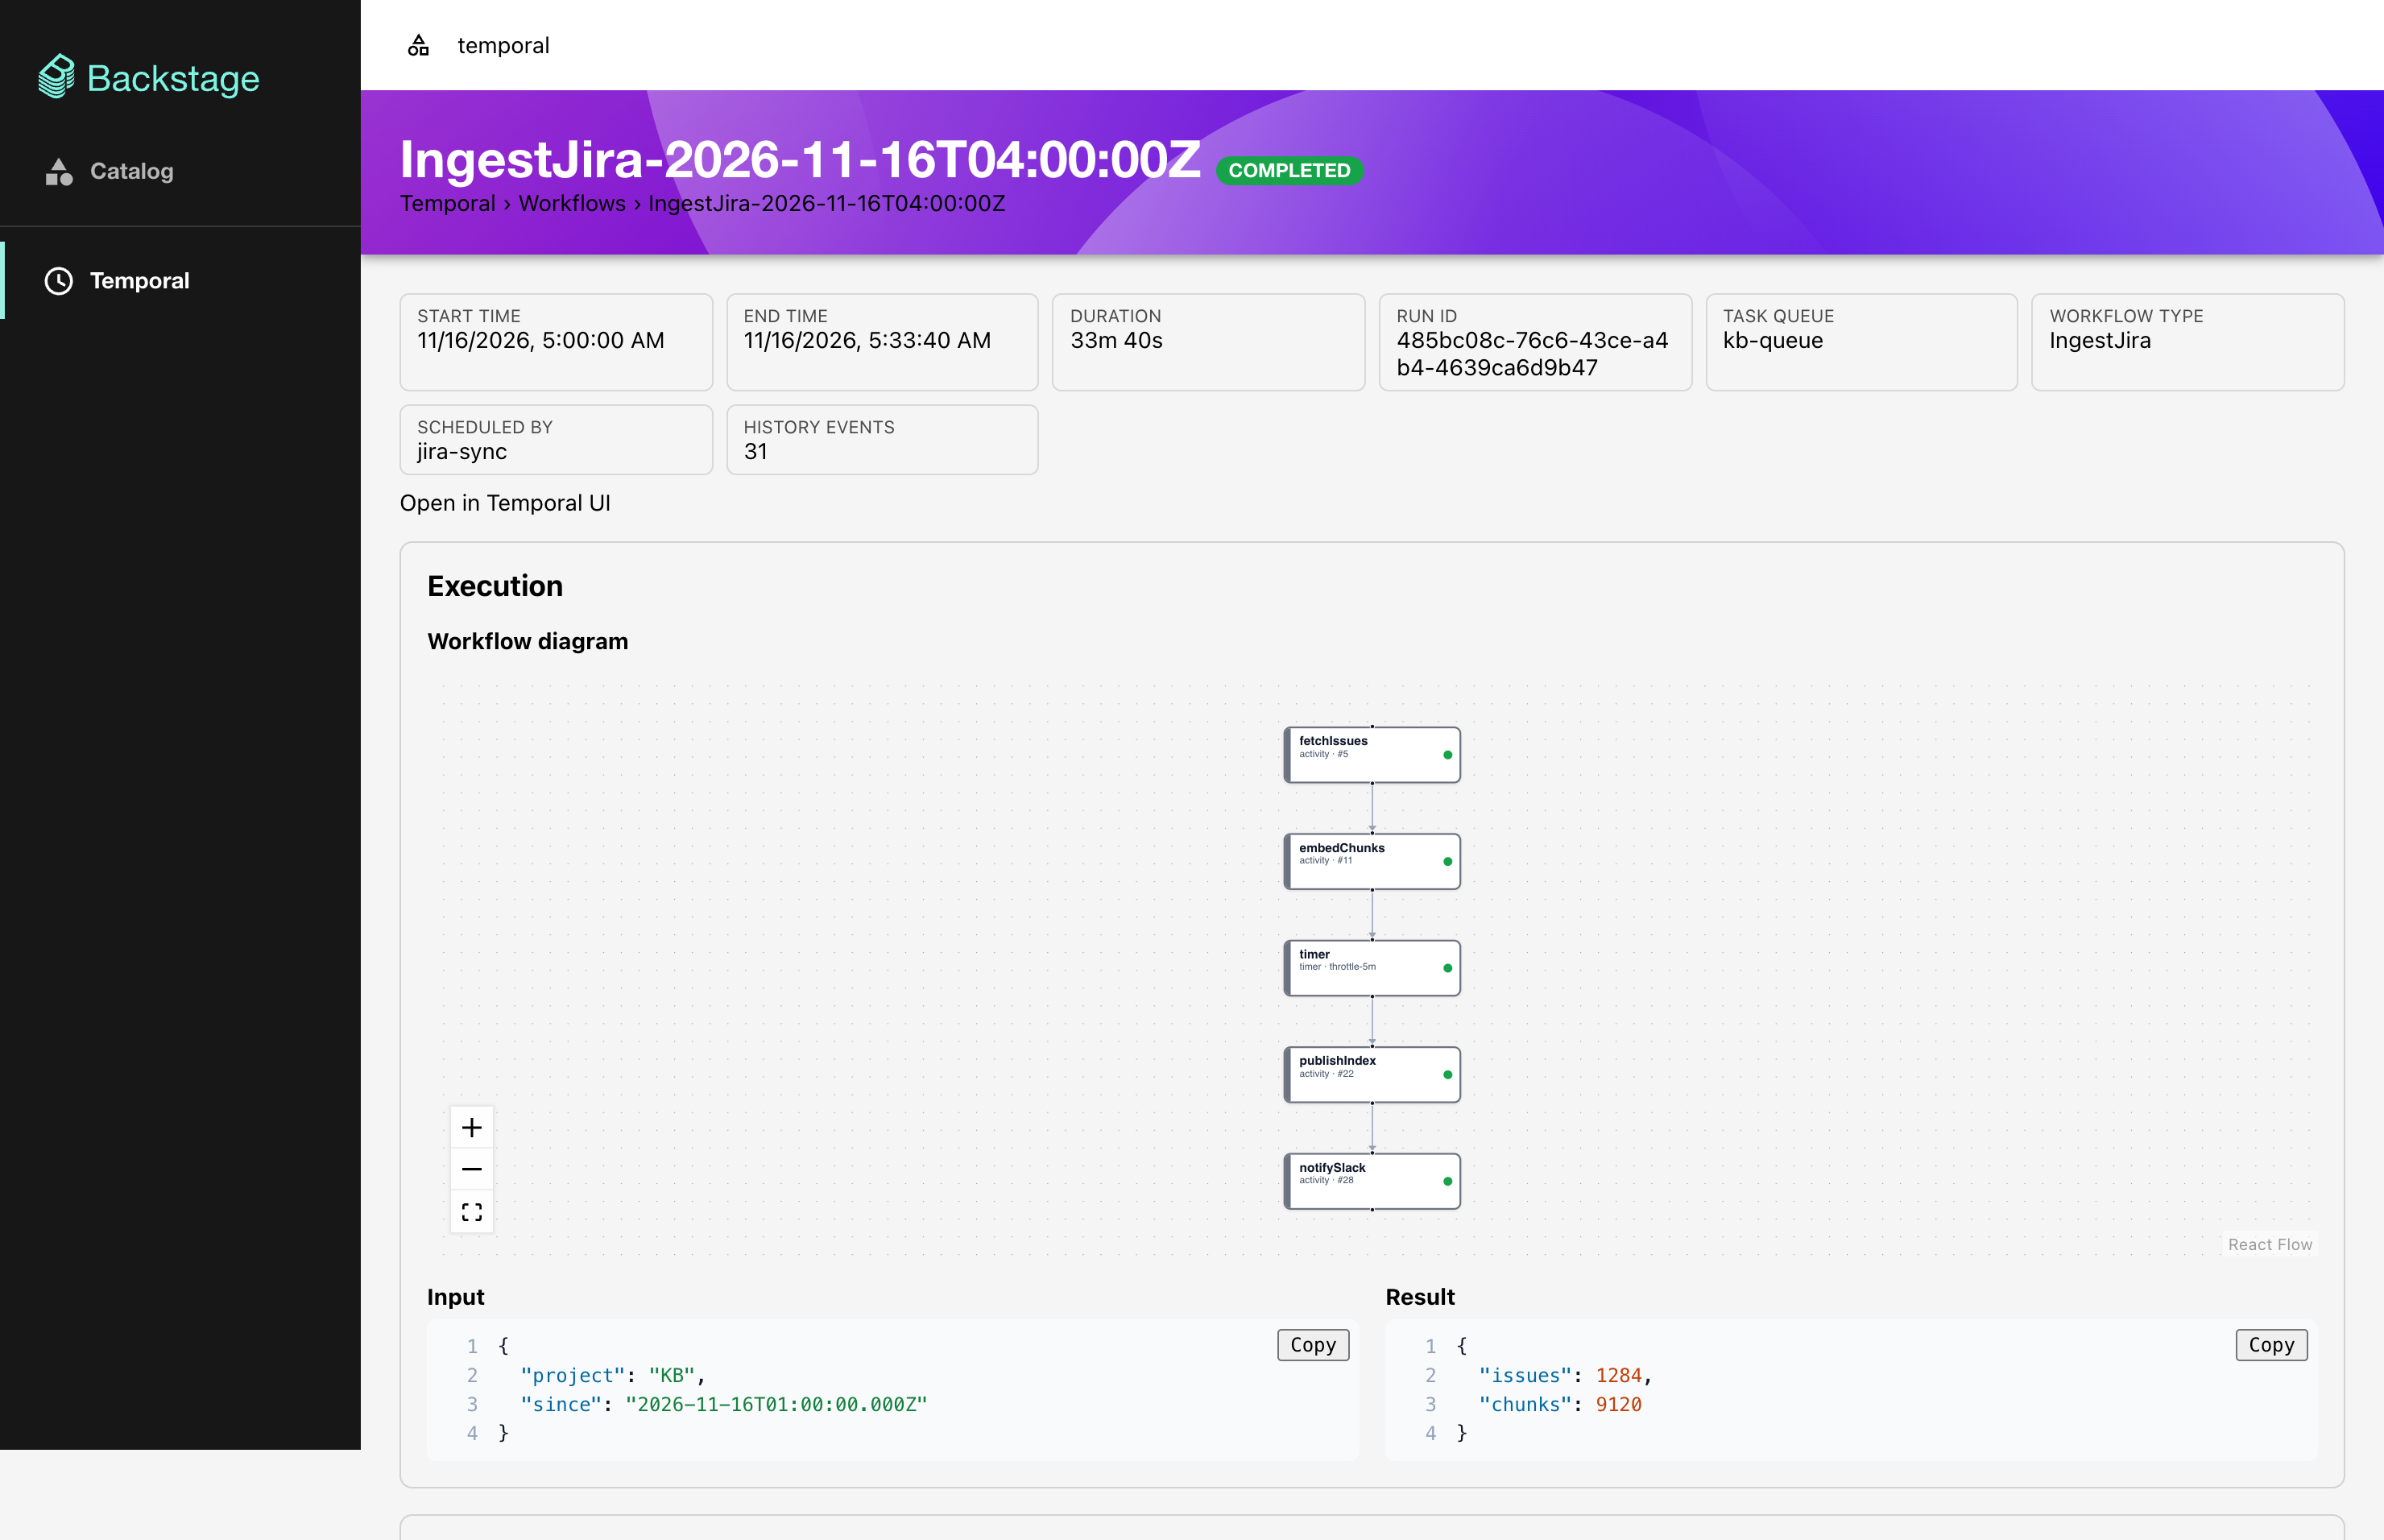 Backstage
Catalog
Temporal
temporal
IngestJira-2026-11-16T04:00:00Z COMPLETED
Temporal › Workflows › IngestJira-2026-11-16T04:00:00Z
START TIME
11/16/2026, 5:00:00 AM
END TIME
11/16/2026, 5:33:40 AM
DURATION
33m 40s
RUN ID
485bc08c-76c6-43ce-a4
b4-4639ca6d9b47
TASK QUEUE
kb-queue
WORKFLOW TYPE
IngestJira
SCHEDULED BY
jira-sync
HISTORY EVENTS
31
Open in Temporal UI
Execution
Workflow diagram
fetchIssues
activity · #5
embedChunks
activity · #11
timer
timer · throttle-5m
publishIndex
activity · #22
notifySlack
activity · #28
React Flow
Input
Copy
1 {
2 "project": "KB",
3 "since": "2026-11-16T01:00:00.000Z"
4 }
Result
Copy
1 {
2 "issues": 1284,
3 "chunks": 9120
4 }